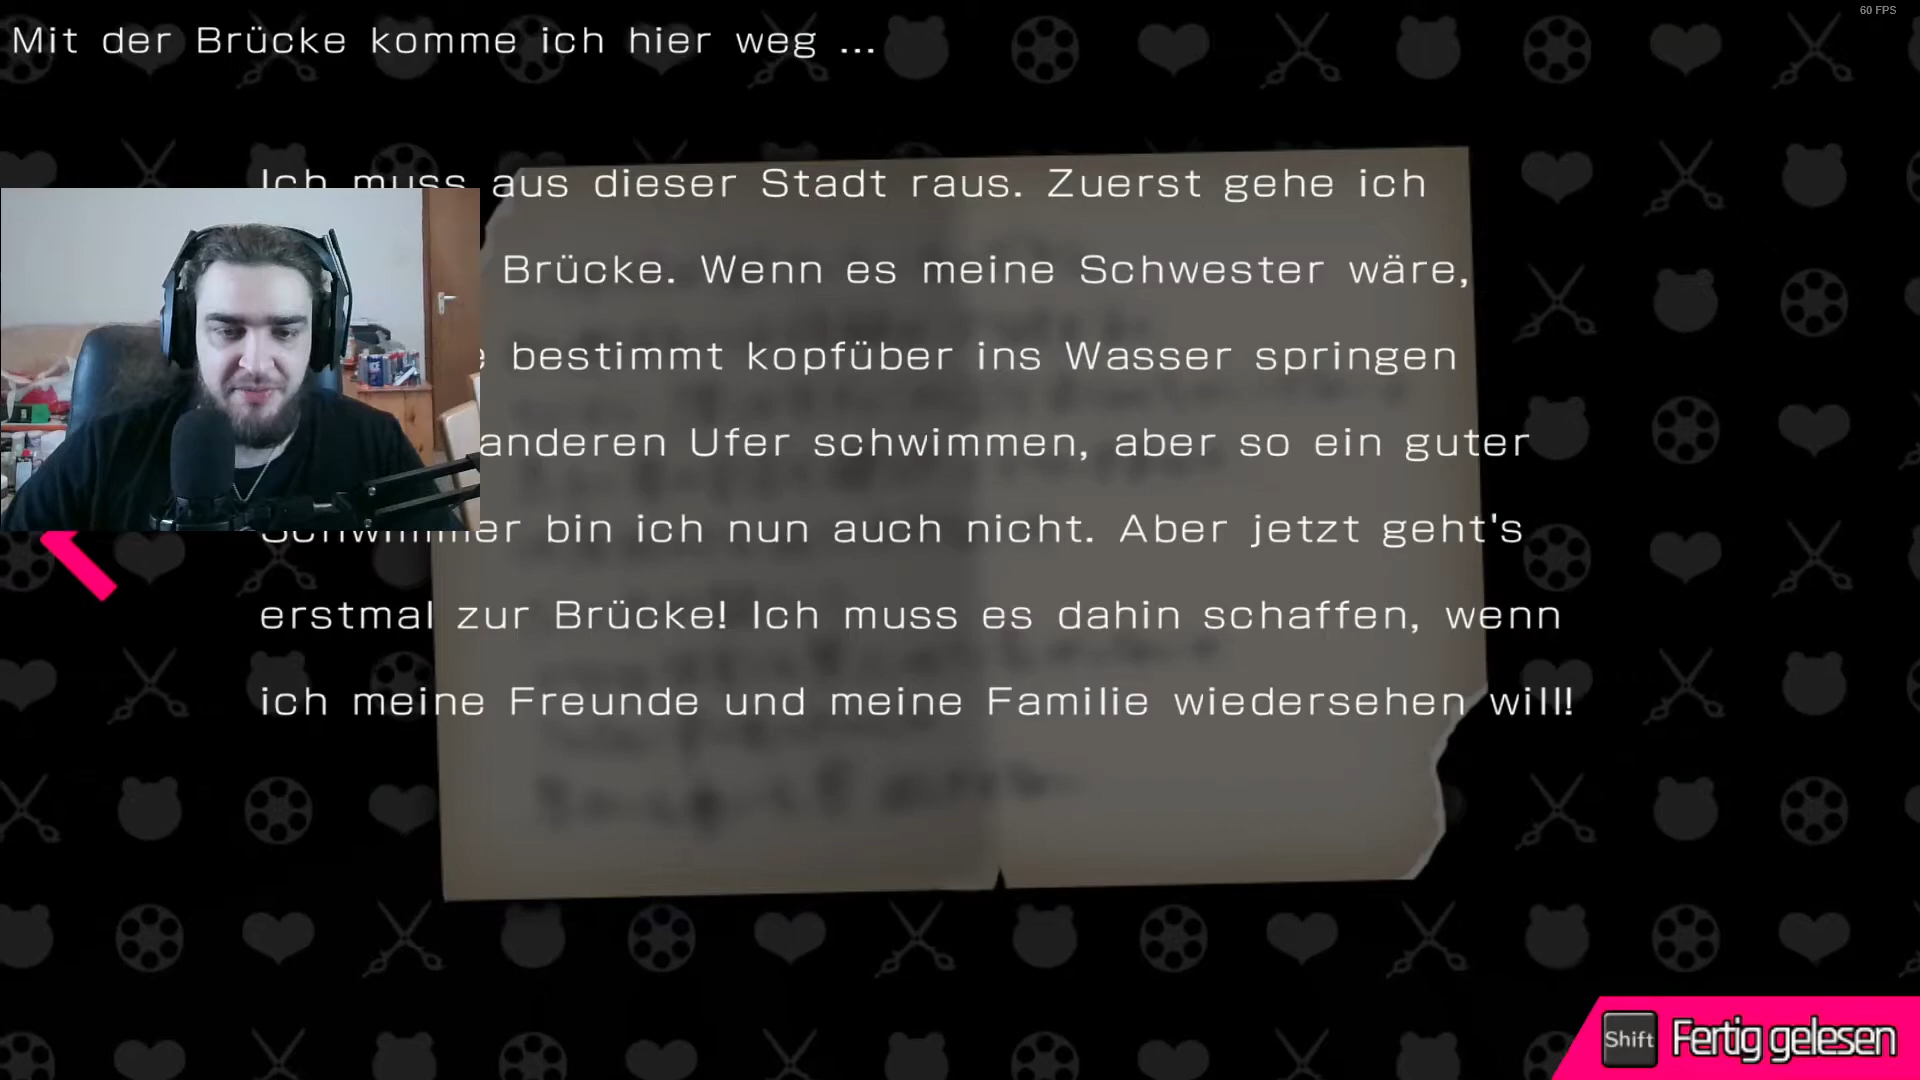 60 FPS
Mit der Brücke komme ich hier weg ...
Ich muss aus dieser Stadt raus. Zuerst gehe ich
Brücke. Wenn es meine Schwester wäre,
bestimmt kopfüber ins Wasser springen
anderen Ufer schwimmen, aber so ein guter
Schwimmer bin ich nun auch nicht. Aber jetzt geht's
erstmal zur Brücke! Ich muss es dahin schaffen, wenn
ich meine Freunde und meine Familie wiedersehen will!
Shift Fertig gelesen